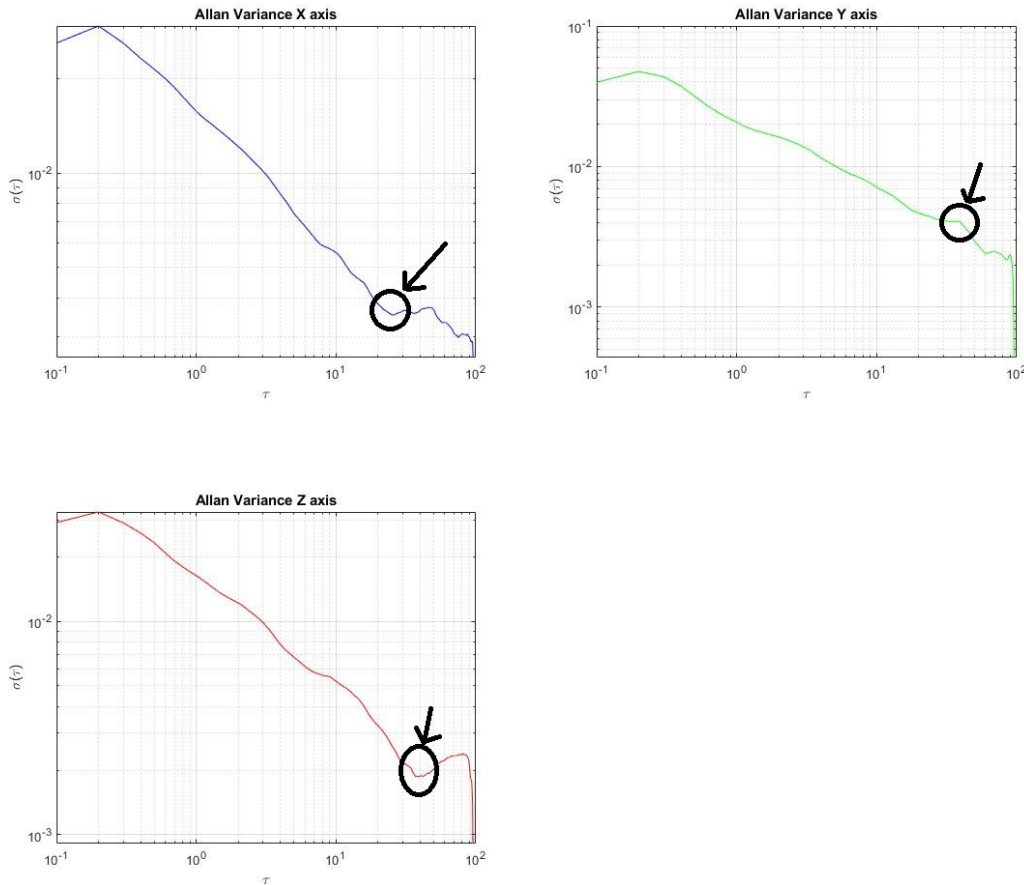 Allan Variance X axis
σ(τ)
10^-2
10^-1
10^0
10^1
10^2
τ
Allan Variance Y axis
σ(τ)
10^-1
10^-2
10^-3
10^-1
10^0
10^1
10^2
τ
Allan Variance Z axis
σ(τ)
10^-2
10^-3
10^-1
10^0
10^1
10^2
τ